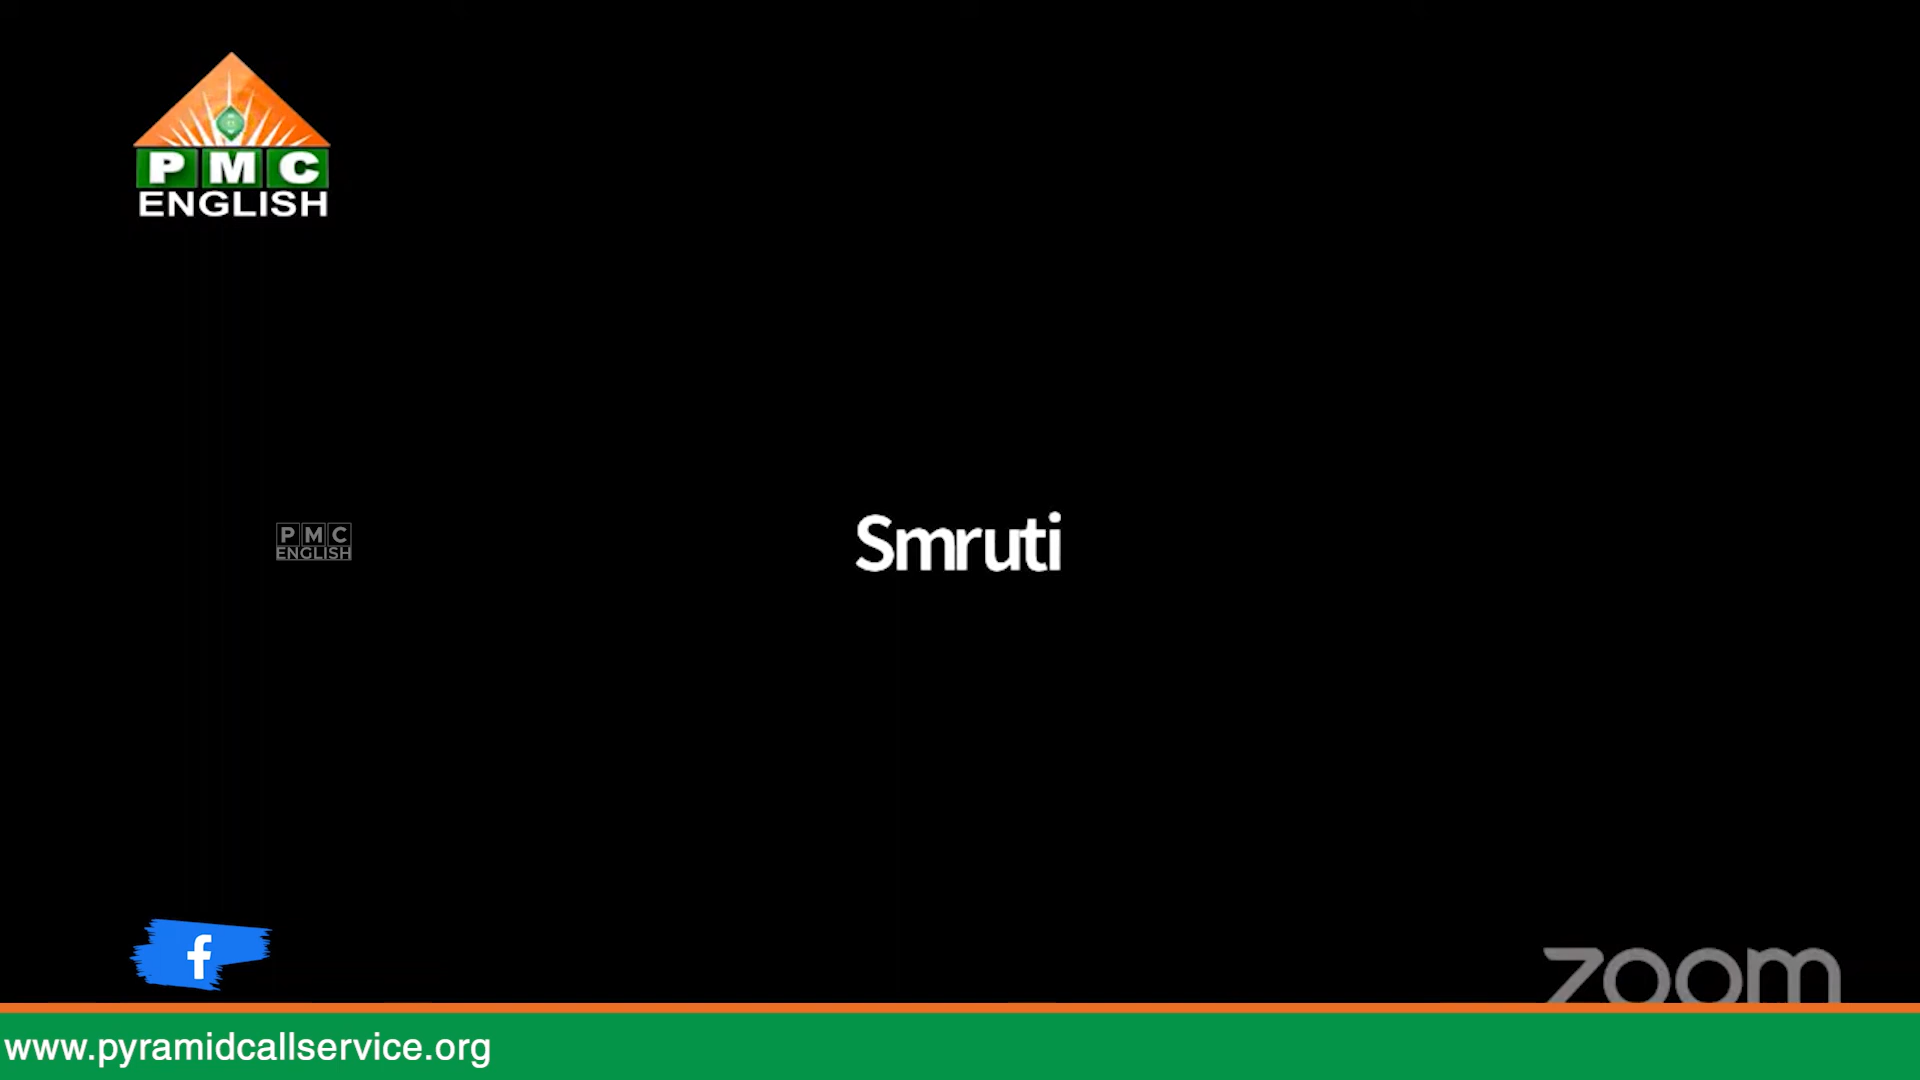 PMC
ENGLISH
PMC
ENGLISH
Smruti
f
zoom
www.pyramidcallservice.org